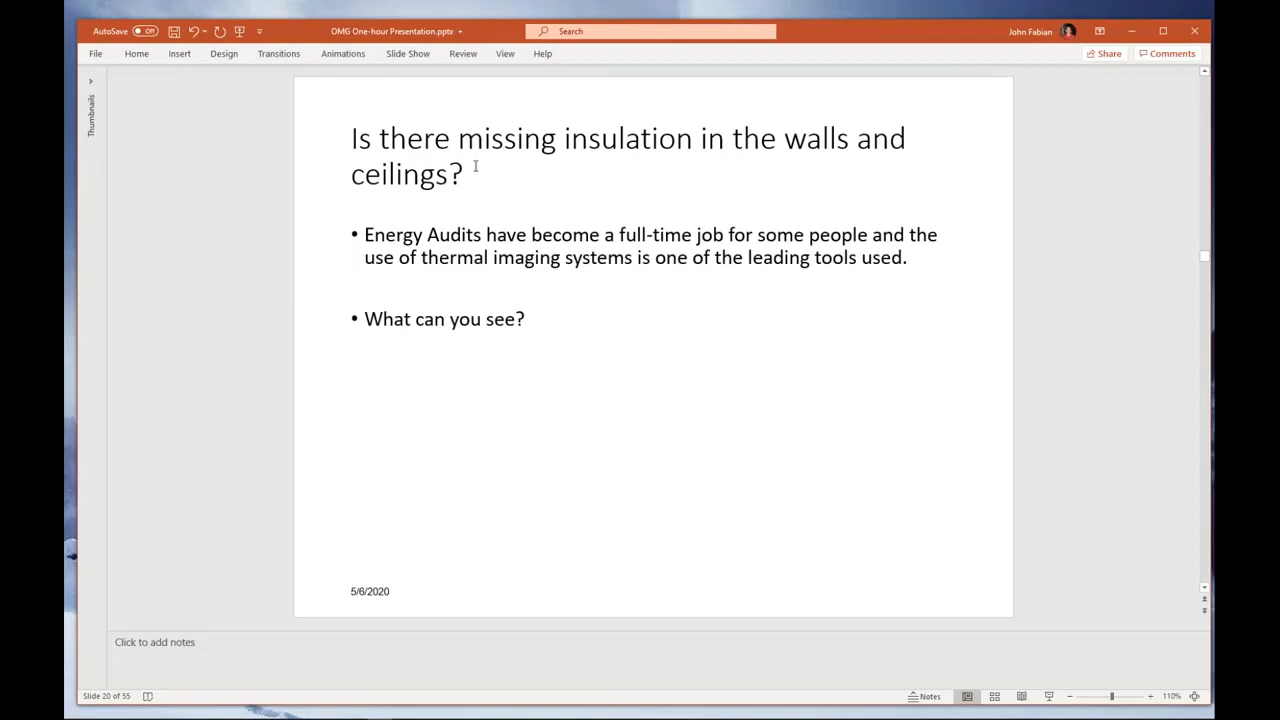 AutoSave Off OMG One-hour Presentation.pptx Search John Fabian
File Home Insert Design Transitions Animations Slide Show Review View Help Share Comments
Thumbnails
Is there missing insulation in the walls and
ceilings?
• Energy Audits have become a full-time job for some people and the
use of thermal imaging systems is one of the leading tools used.
• What can you see?
5/6/2020
Click to add notes
Slide 20 of 55 Notes 110%